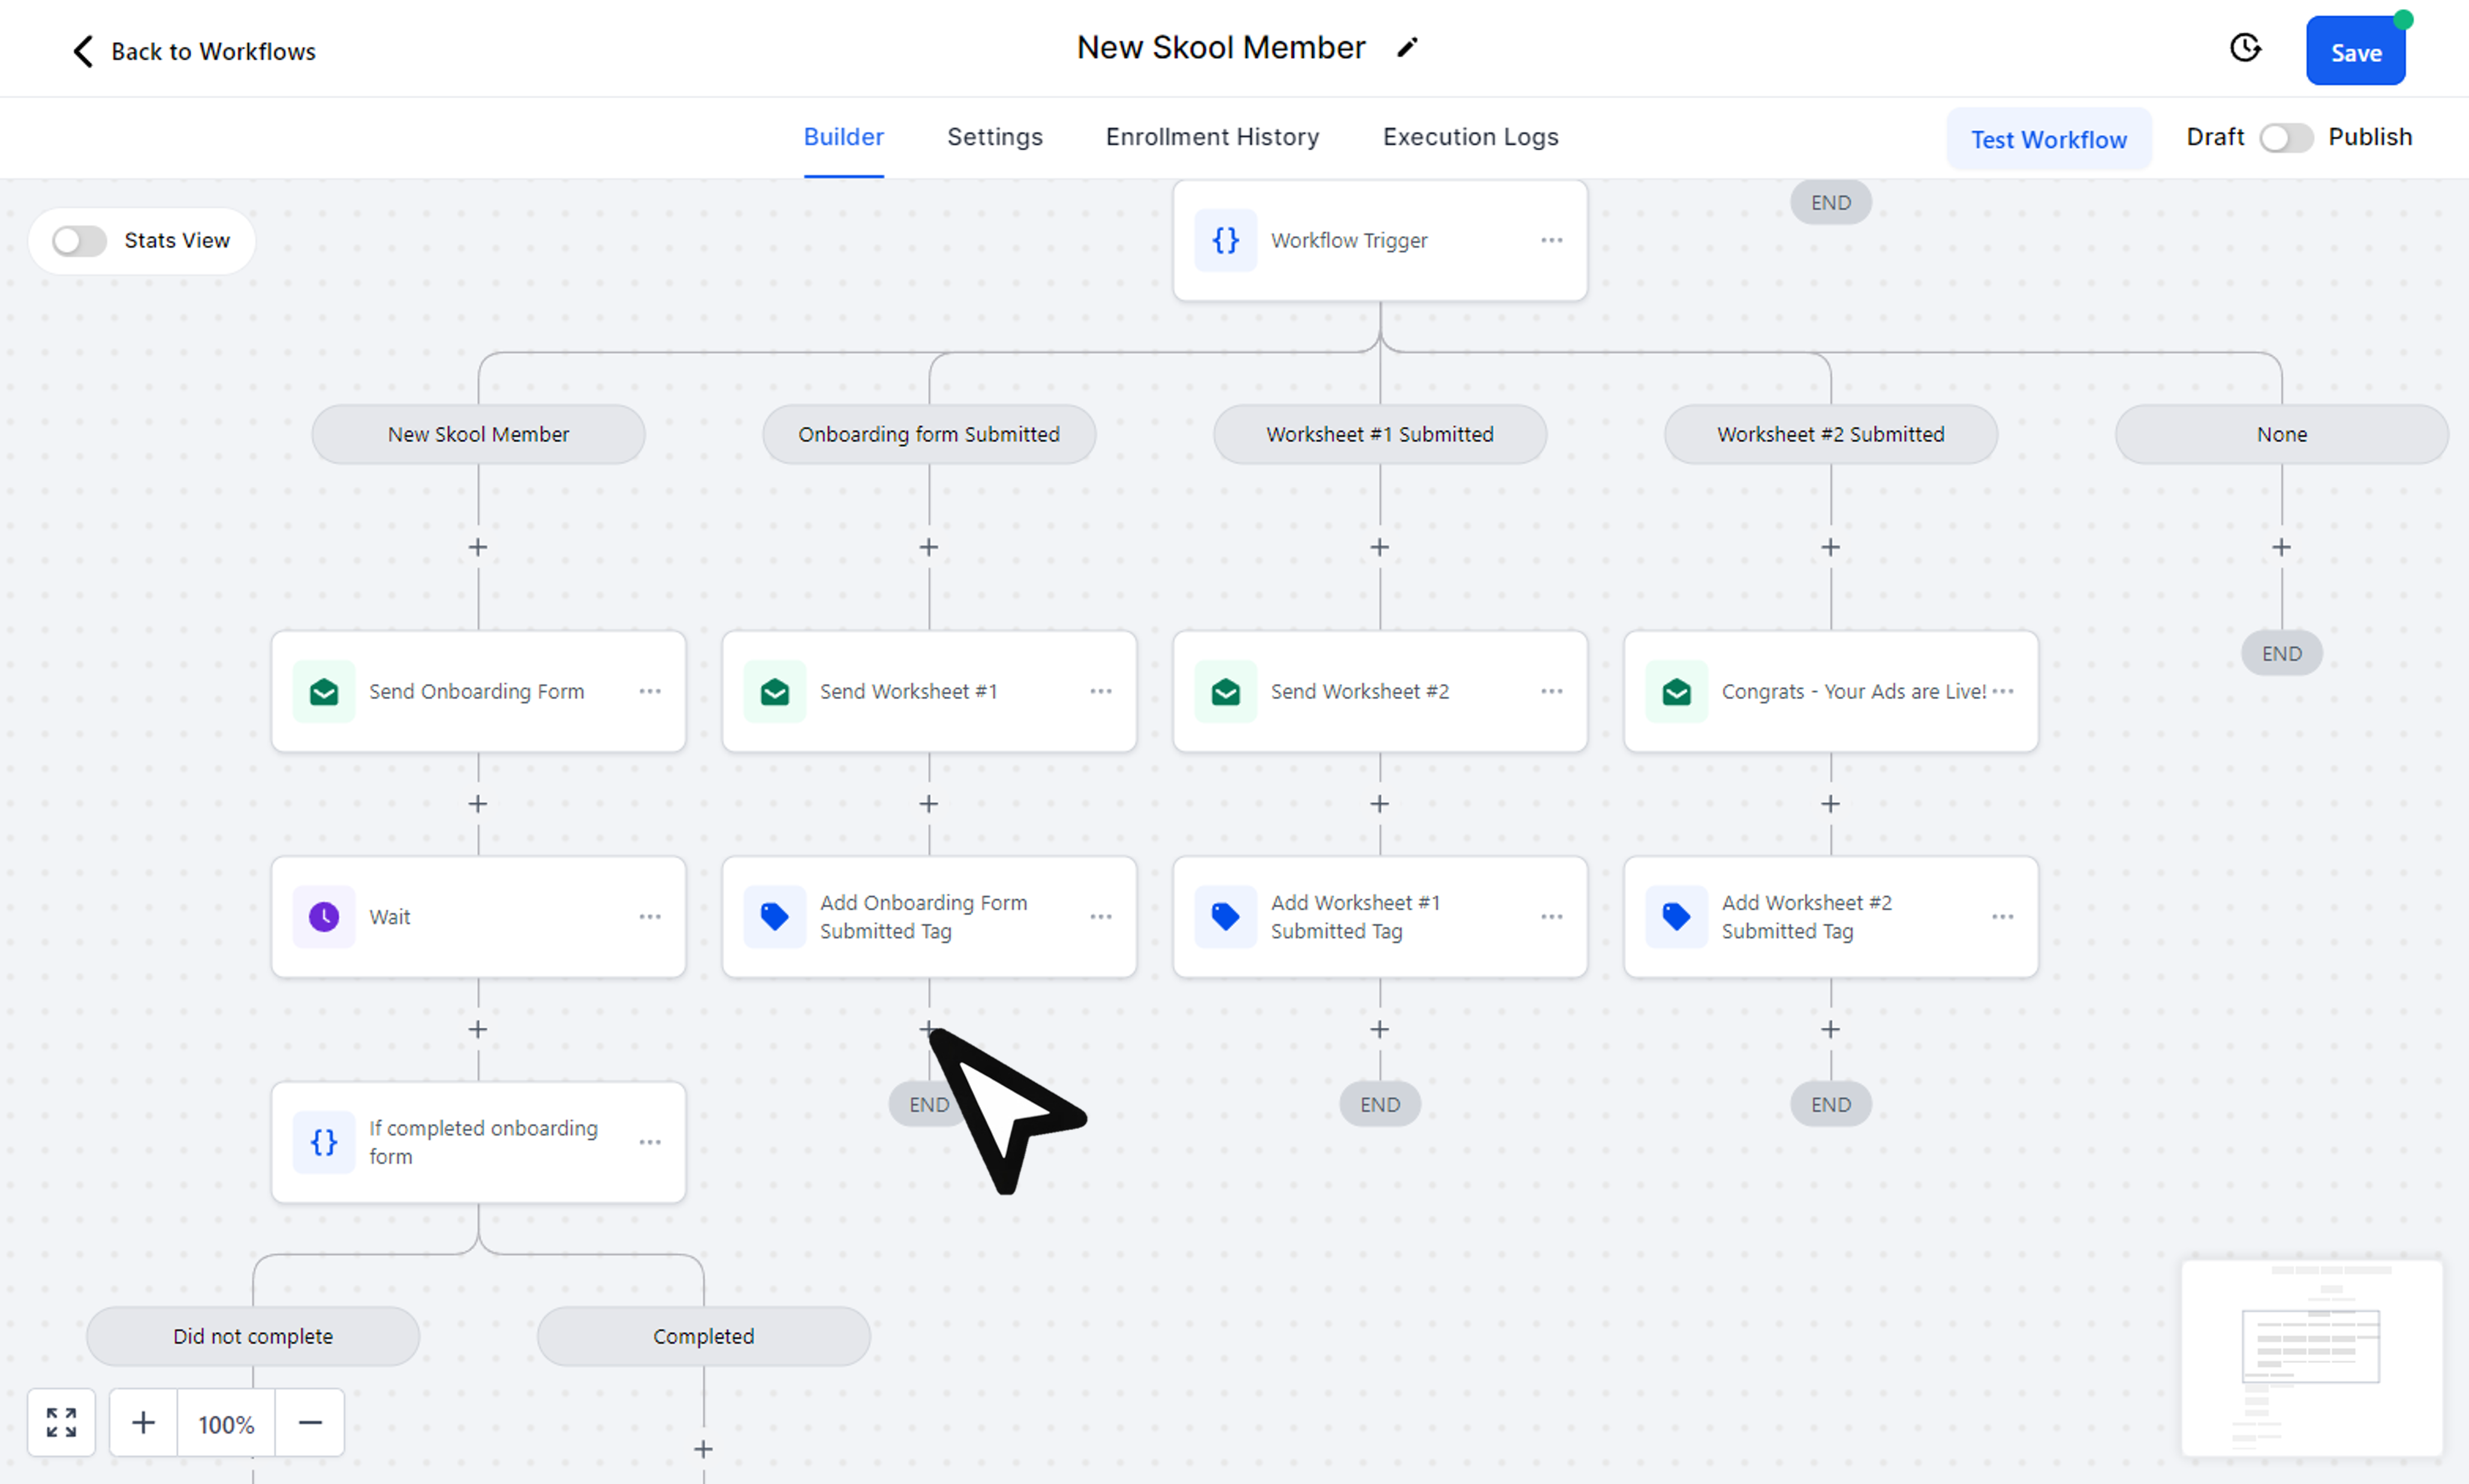 Back to Workflows
New Skool Member
Save
Builder
Settings
Enrollment History
Execution Logs
Test Workflow
Draft
Publish
Stats View
Workflow Trigger
END
New Skool Member
Onboarding form Submitted
Worksheet #1 Submitted
Worksheet #2 Submitted
None
Send Onboarding Form
Send Worksheet #1
Send Worksheet #2
Congrats - Your Ads are Live!
END
Wait
Add Onboarding Form
Submitted Tag
Add Worksheet #1
Submitted Tag
Add Worksheet #2
Submitted Tag
If completed onboarding
form
END
END
END
Did not complete
Completed
100%